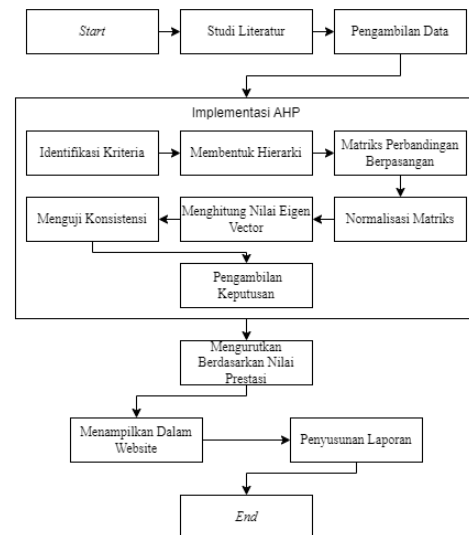 Start
Studi Literatur
Pengambilan Data
Implementasi AHP
Identifikasi Kriteria
Membentuk Hierarki
Matriks Perbandingan
Berpasangan
Menguji Konsistensi
Menghitung Nilai Eigen
Vector
Normalisasi Matriks
Pengambilan
Keputusan
Mengurutkan
Berdasarkan Nilai
Prestasi
Menampilkan Dalam
Website
Penyusunan Laporan
End